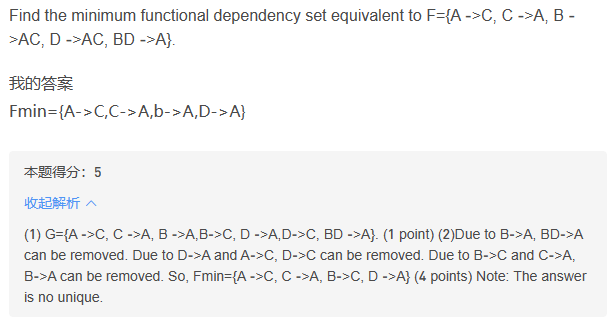 Find the minimum functional dependency set equivalent to F={A ->C, C ->A, B -
>AC, D ->AC, BD ->A}.
我的答案
Fmin={A->C,C->A,b->A,D->A}
本题得分：5
收起解析
(1) G={A ->C, C ->A, B ->A,B->C, D ->A,D->C, BD ->A}. (1 point) (2)Due to B->A, BD->A
can be removed. Due to D->A and A->C, D->C can be removed. Due to B->C and C->A,
B->A can be removed. So, Fmin={A ->C, C ->A, B->C, D ->A} (4 points) Note: The answer
is no unique.